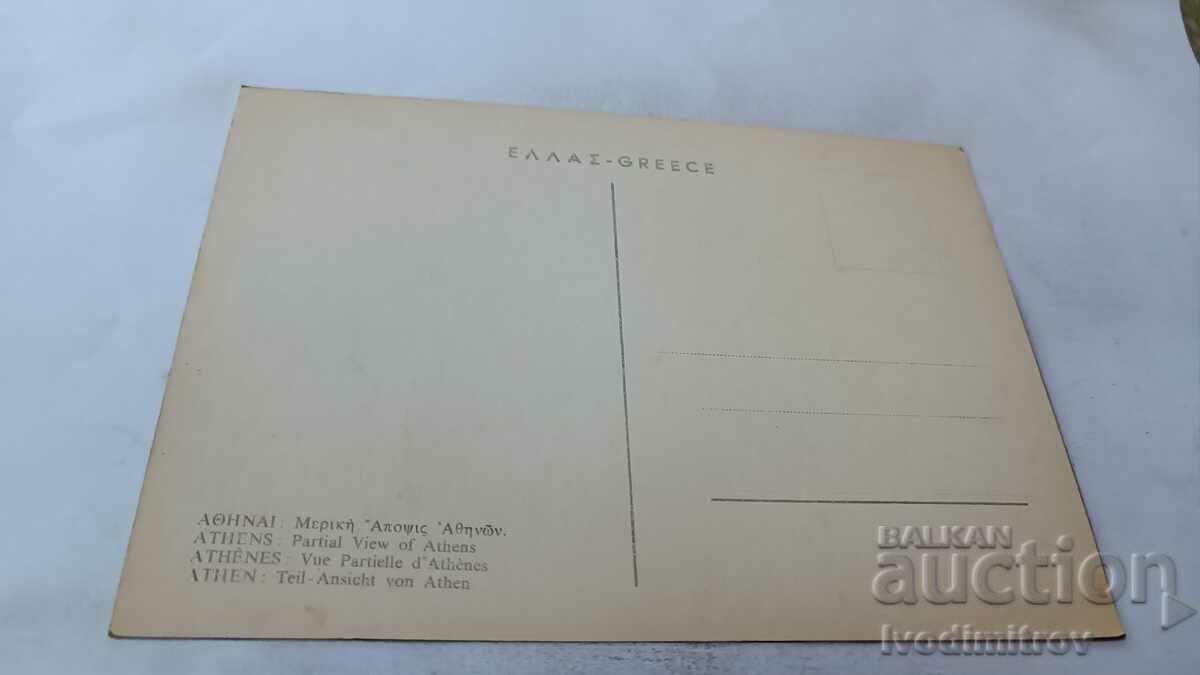 ΕΛΛΑΣ-GREECE
ΑΘΗΝΑΙ: Μερικὴ Ἄποψις Ἀθηνῶν.
ATHENS: Partial View of Athens
ATHÈNES: Vue Partielle d'Athènes
ATHEN: Teil-Ansicht von Athen
BALKAN
auction
Ivodimitrov